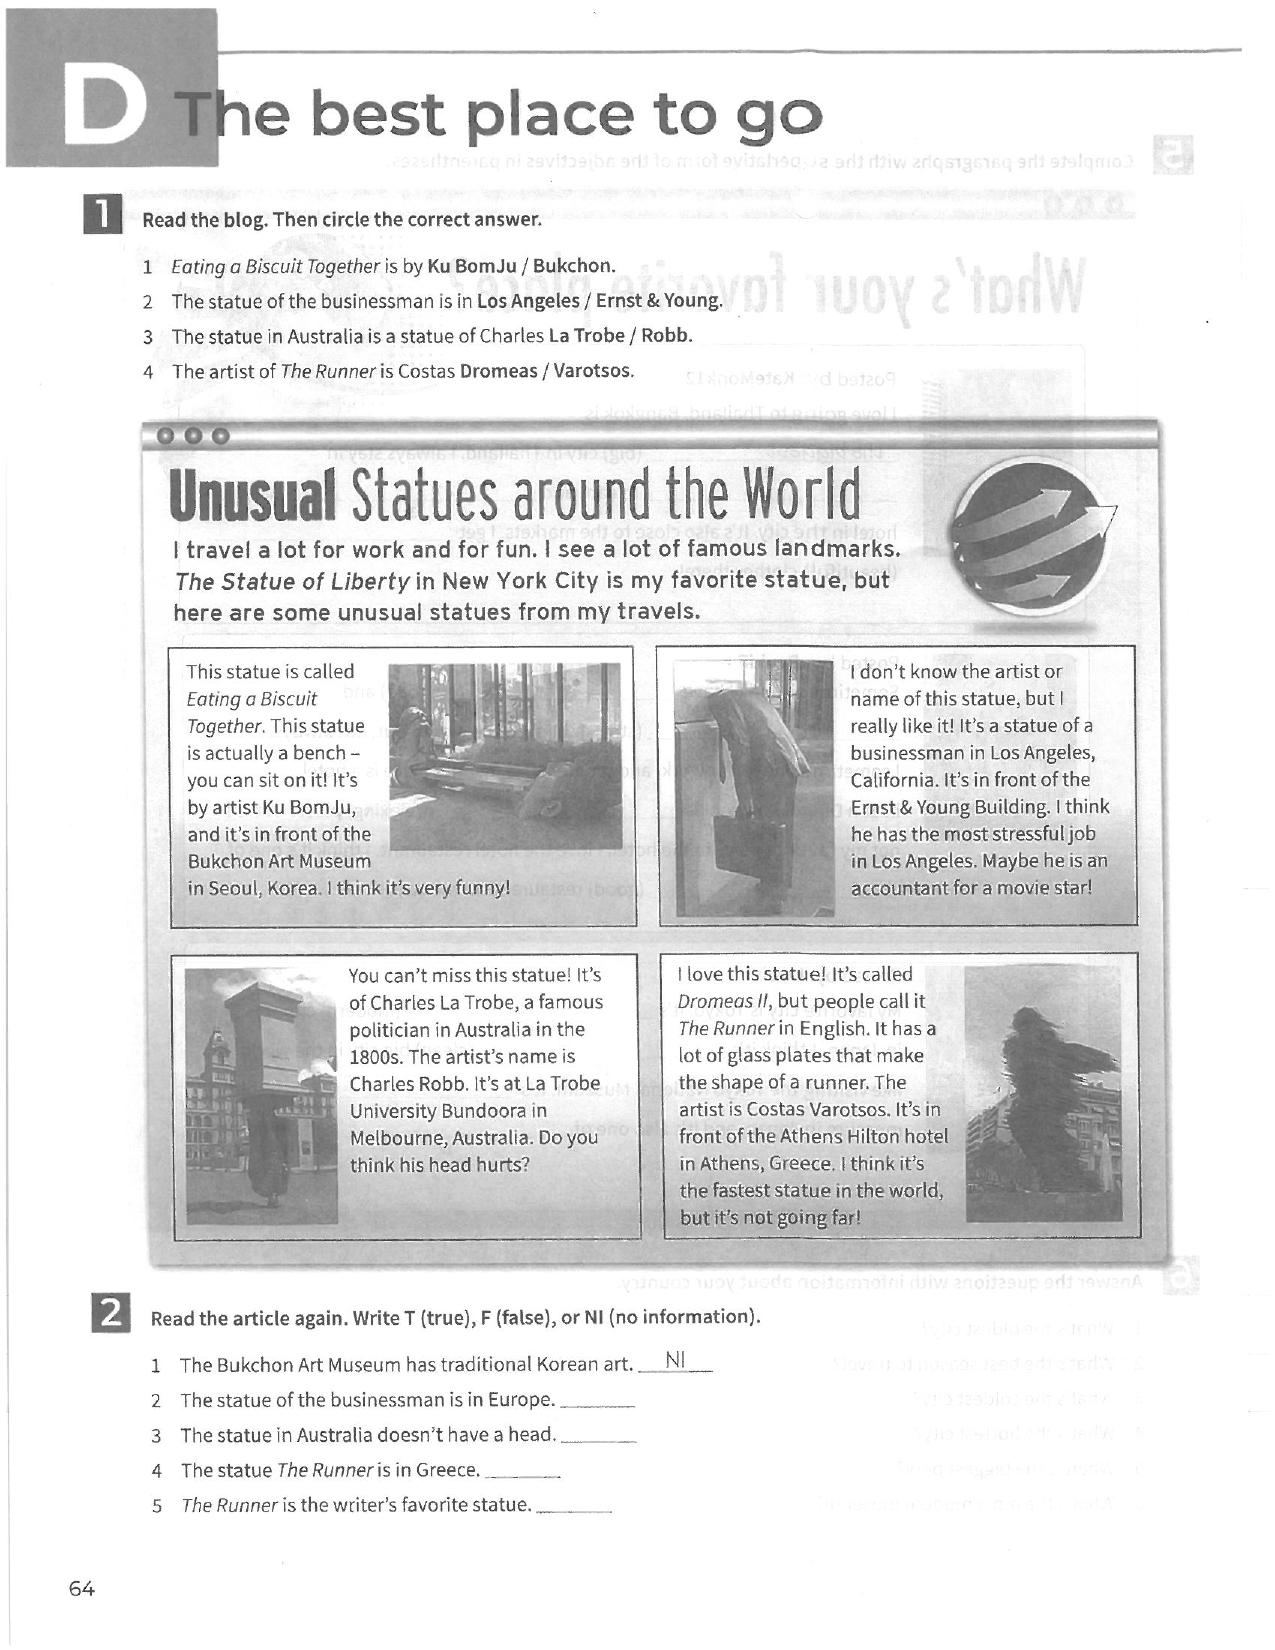 D The best place to go
1 Read the blog. Then circle the correct answer.
1 Eating a Biscuit Together is by Ku BomJu / Bukchon.
2 The statue of the businessman is in Los Angeles / Ernst & Young.
3 The statue in Australia is a statue of Charles La Trobe / Robb.
4 The artist of The Runner is Costas Dromeas / Varotsos.
Unusual Statues around the World
I travel a lot for work and for fun. I see a lot of famous landmarks.
The Statue of Liberty in New York City is my favorite statue, but
here are some unusual statues from my travels.
This statue is called
Eating a Biscuit
Together. This statue
is actually a bench –
you can sit on it! It's
by artist Ku BomJu,
and it's in front of the
Bukchon Art Museum
in Seoul, Korea. I think it's very funny!
I don't know the artist or
name of this statue, but I
really like it! It's a statue of a
businessman in Los Angeles,
California. It's in front of the
Ernst & Young Building. I think
he has the most stressful job
in Los Angeles. Maybe he is an
accountant for a movie star!
You can't miss this statue! It's
of Charles La Trobe, a famous
politician in Australia in the
1800s. The artist's name is
Charles Robb. It's at La Trobe
University Bundoora in
Melbourne, Australia. Do you
think his head hurts?
I love this statue! It's called
Dromeas II, but people call it
The Runner in English. It has a
lot of glass plates that make
the shape of a runner. The
artist is Costas Varotsos. It's in
front of the Athens Hilton hotel
in Athens, Greece. I think it's
the fastest statue in the world,
but it's not going far!
2 Read the article again. Write T (true), F (false), or NI (no information).
1 The Bukchon Art Museum has traditional Korean art. NI
2 The statue of the businessman is in Europe.
3 The statue in Australia doesn't have a head.
4 The statue The Runner is in Greece.
5 The Runner is the writer's favorite statue.
64